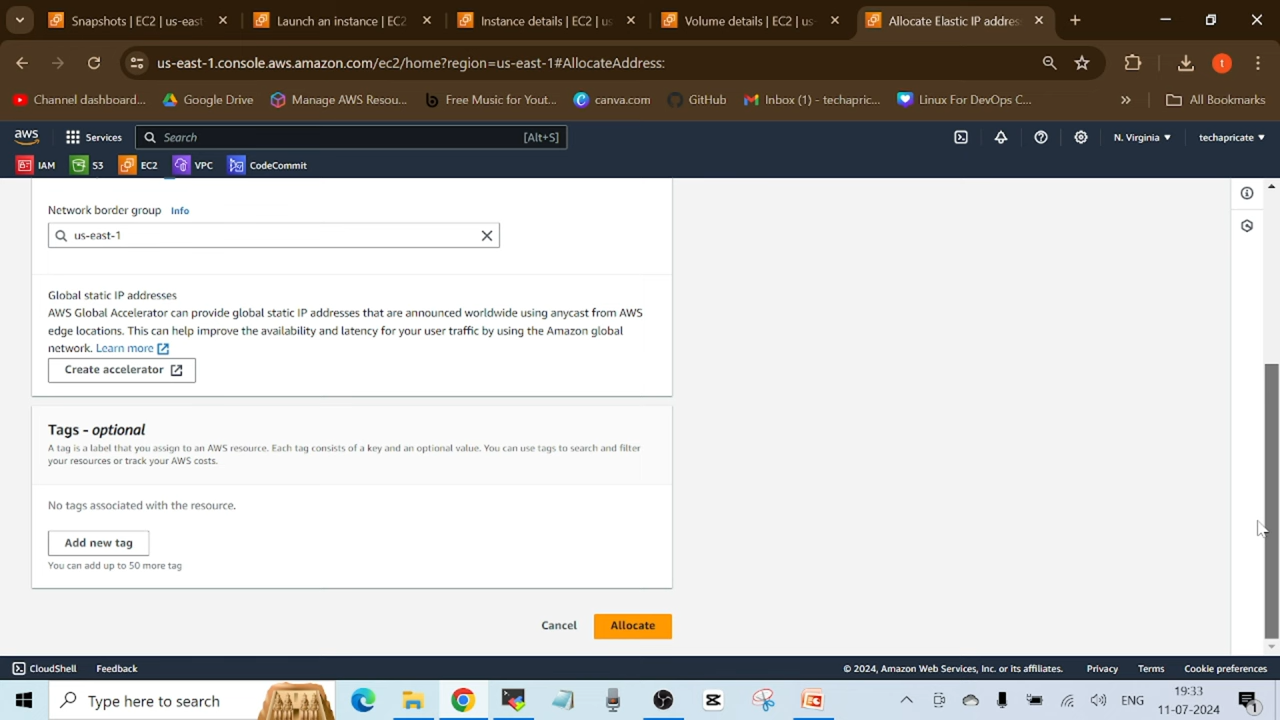 Snapshots | EC2 | us-east
Launch an instance | EC2
Instance details | EC2 | us
Volume details | EC2 | us-
Allocate Elastic IP addres
us-east-1.console.aws.amazon.com/ec2/home?region=us-east-1#AllocateAddress:
t
Channel dashboard...
Google Drive
Manage AWS Resou...
Free Music for Yout...
canva.com
GitHub
Inbox (1) - techapric...
Linux For DevOps C...
»
All Bookmarks
aws
Services
Search
[Alt+S]
N. Virginia
techapricate
IAM
S3
EC2
VPC
CodeCommit
Network border group Info
us-east-1
Global static IP addresses
AWS Global Accelerator can provide global static IP addresses that are announced worldwide using anycast from AWS
edge locations. This can help improve the availability and latency for your user traffic by using the Amazon global
network. Learn more
Create accelerator
Tags - optional
A tag is a label that you assign to an AWS resource. Each tag consists of a key and an optional value. You can use tags to search and filter
your resources or track your AWS costs.
No tags associated with the resource.
Add new tag
You can add up to 50 more tag
Cancel
Allocate
CloudShell
Feedback
© 2024, Amazon Web Services, Inc. or its affiliates.
Privacy
Terms
Cookie preferences
Type here to search
ENG
19:33
11-07-2024
1